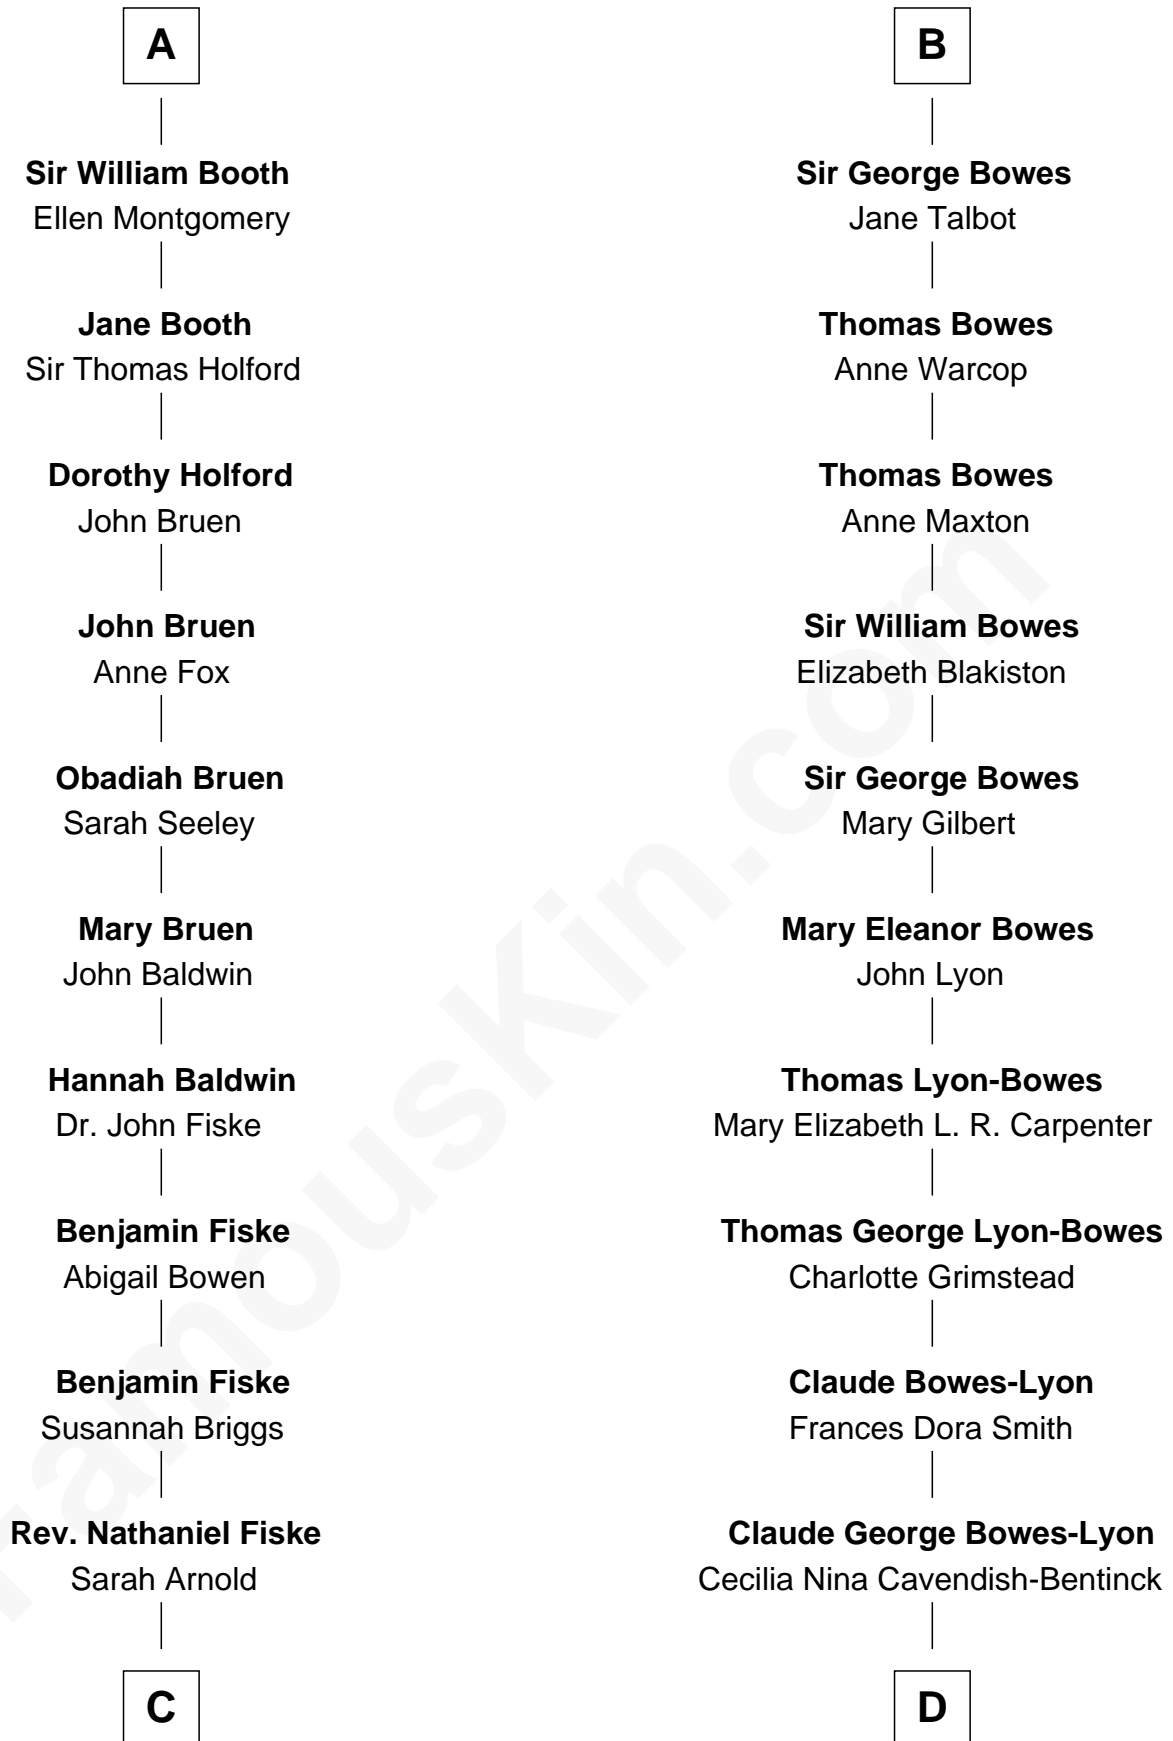 A
Sir William Booth
Ellen Montgomery
Jane Booth
Sir Thomas Holford
Dorothy Holford
John Bruen
John Bruen
Anne Fox
Obadiah Bruen
Sarah Seeley
Mary Bruen
John Baldwin
Hannah Baldwin
Dr. John Fiske
Benjamin Fiske
Abigail Bowen
Benjamin Fiske
Susannah Briggs
Rev. Nathaniel Fiske
Sarah Arnold
C
B
Sir George Bowes
Jane Talbot
Thomas Bowes
Anne Warcop
Thomas Bowes
Anne Maxton
Sir William Bowes
Elizabeth Blakiston
Sir George Bowes
Mary Gilbert
Mary Eleanor Bowes
John Lyon
Thomas Lyon-Bowes
Mary Elizabeth L. R. Carpenter
Thomas George Lyon-Bowes
Charlotte Grimstead
Claude Bowes-Lyon
Frances Dora Smith
Claude George Bowes-Lyon
Cecilia Nina Cavendish-Bentinck
D
FamousKin.com